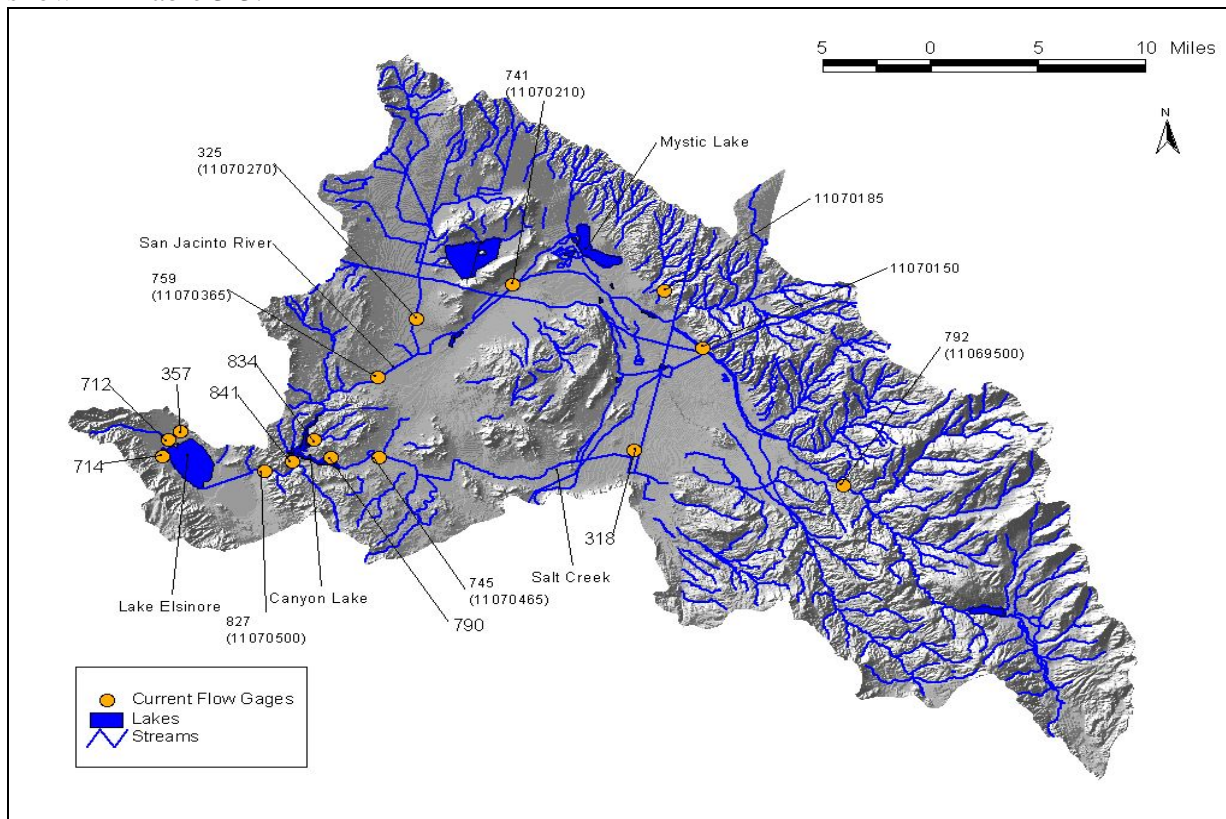 5 0 5 10 Miles
N
741
(11070210)
Mystic Lake
325
(11070270)
11070185
San Jacinto River
11070150
759
(11070365)
792
(11069500)
834
357
841
712
714
318
745
(11070465)
Salt Creek
Canyon Lake
Lake Elsinore
790
827
(11070500)
Current Flow Gages
Lakes
Streams